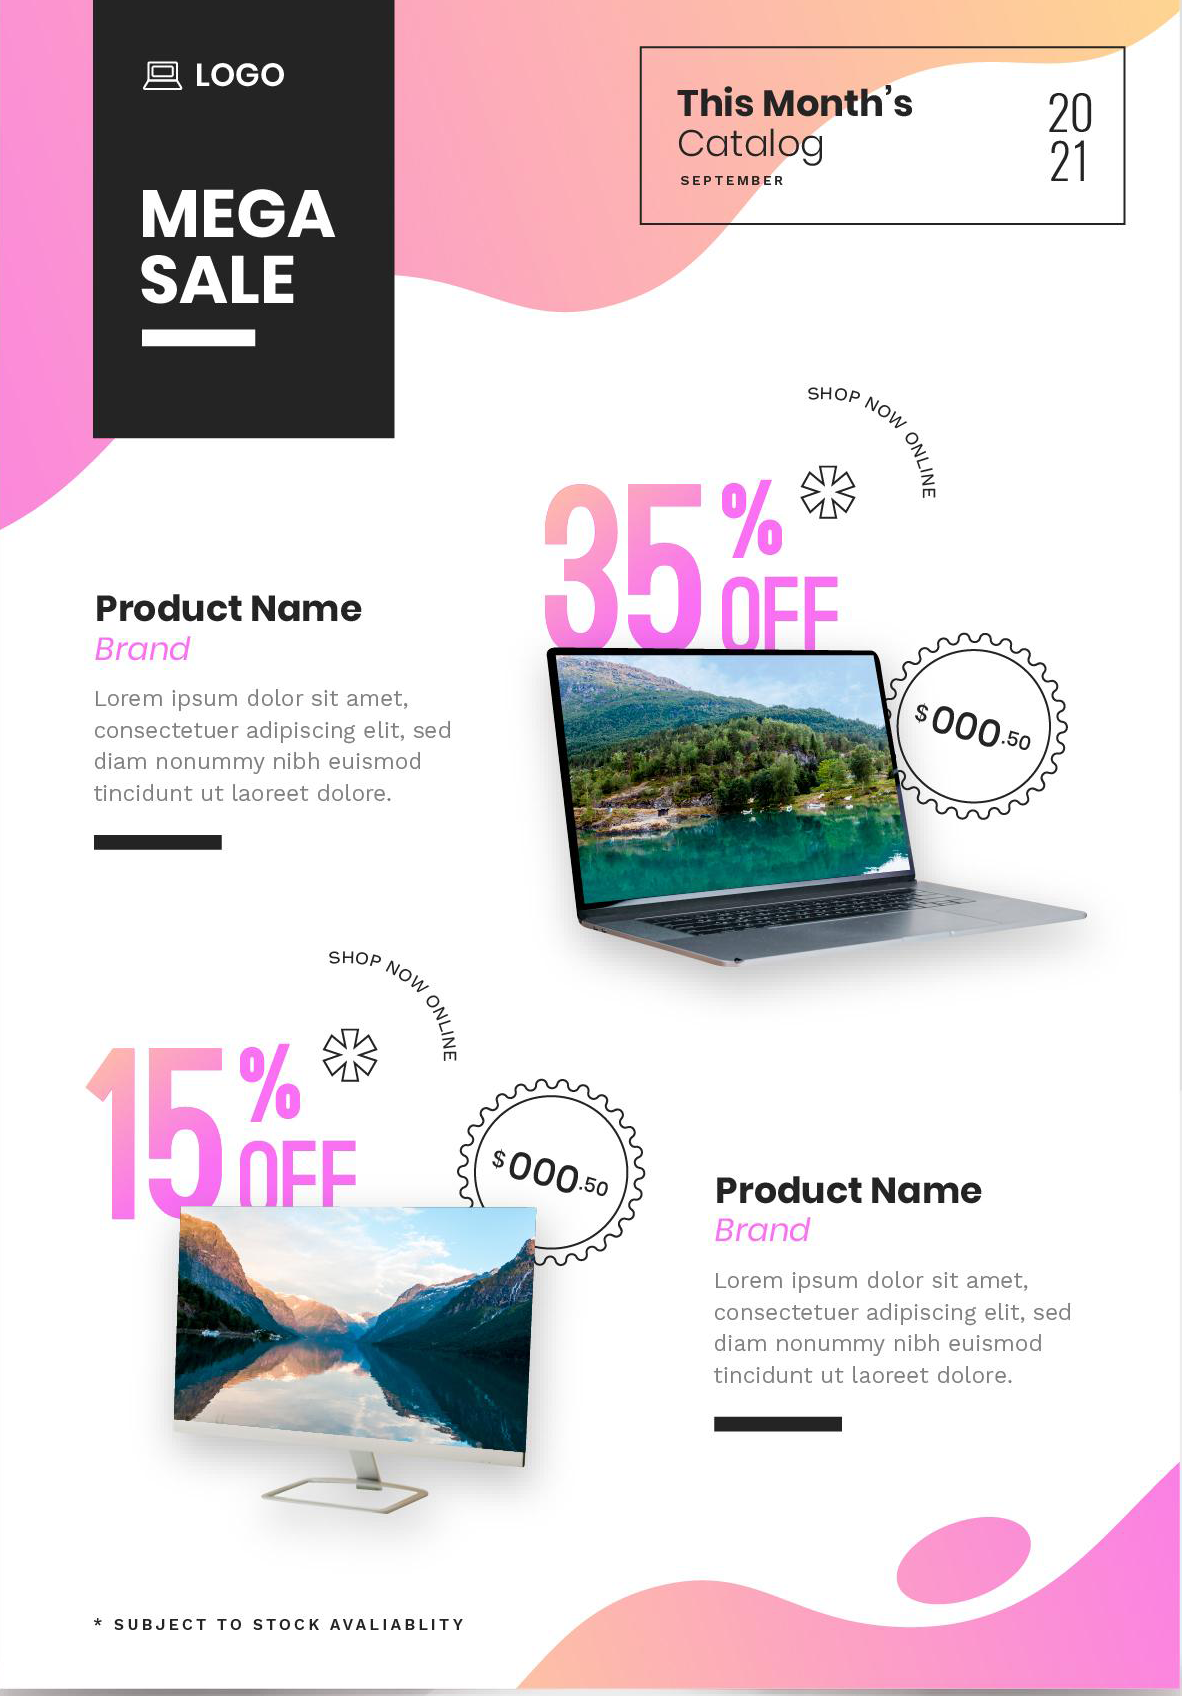 LOGO
MEGA
SALE
This Month’s
Catalog
SEPTEMBER
20
21
SHOP NOW ONLINE
35%
OFF
$000.50
Product Name
Brand
Lorem ipsum dolor sit amet,
consectetuer adipiscing elit, sed
diam nonummy nibh euismod
tincidunt ut laoreet dolore.
SHOP NOW ONLINE
15%
OFF
$000.50
Product Name
Brand
Lorem ipsum dolor sit amet,
consectetuer adipiscing elit, sed
diam nonummy nibh euismod
tincidunt ut laoreet dolore.
* SUBJECT TO STOCK AVALIABLITY